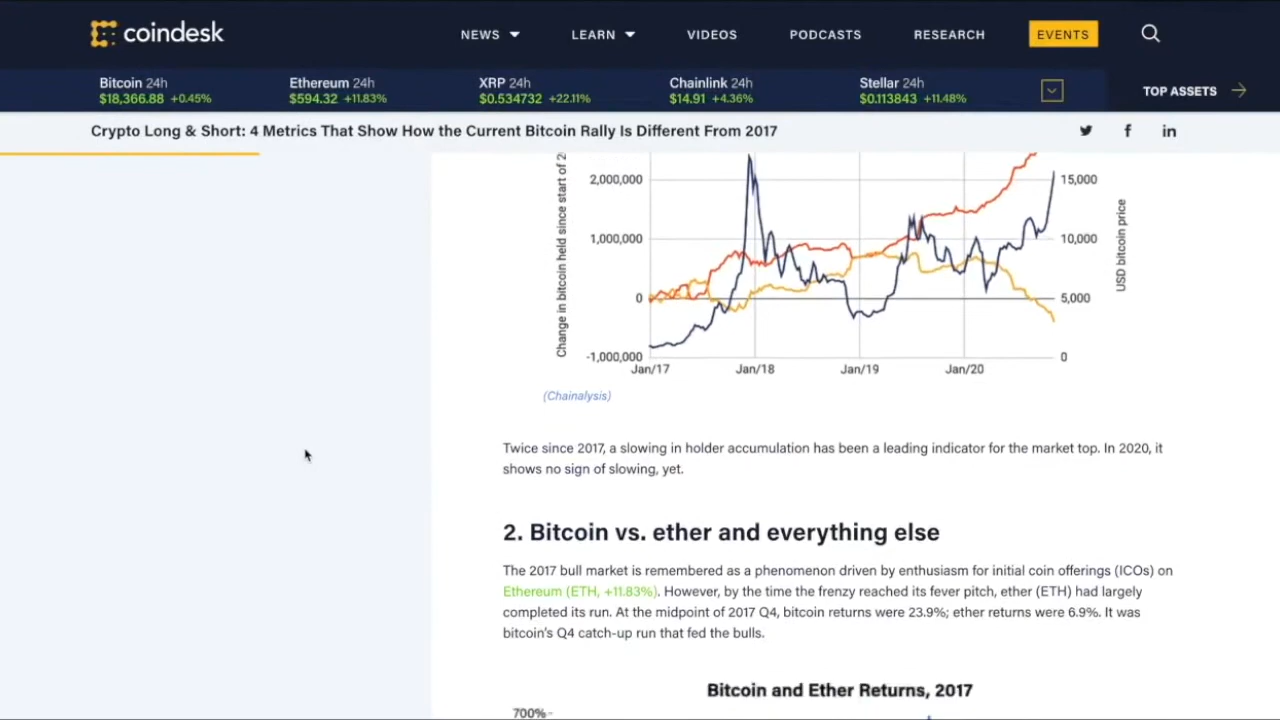 coindesk
NEWS
LEARN
VIDEOS
PODCASTS
RESEARCH
EVENTS
Bitcoin 24h
$18,366.88 +0.45%
Ethereum 24h
$594.32 +11.83%
XRP 24h
$0.534732 +22.11%
Chainlink 24h
$14.91 +4.36%
Stellar 24h
$0.113843 +11.48%
TOP ASSETS
Crypto Long & Short: 4 Metrics That Show How the Current Bitcoin Rally Is Different From 2017
Change in bitcoin held since start of 2
2,000,000
1,000,000
0
-1,000,000
15,000
10,000
5,000
0
USD bitcoin price
Jan/17
Jan/18
Jan/19
Jan/20
(Chainalysis)
Twice since 2017, a slowing in holder accumulation has been a leading indicator for the market top. In 2020, it
shows no sign of slowing, yet.
2. Bitcoin vs. ether and everything else
The 2017 bull market is remembered as a phenomenon driven by enthusiasm for initial coin offerings (ICOs) on
Ethereum (ETH, +11.83%). However, by the time the frenzy reached its fever pitch, ether (ETH) had largely
completed its run. At the midpoint of 2017 Q4, bitcoin returns were 23.9%; ether returns were 6.9%. It was
bitcoin's Q4 catch-up run that fed the bulls.
Bitcoin and Ether Returns, 2017
700%